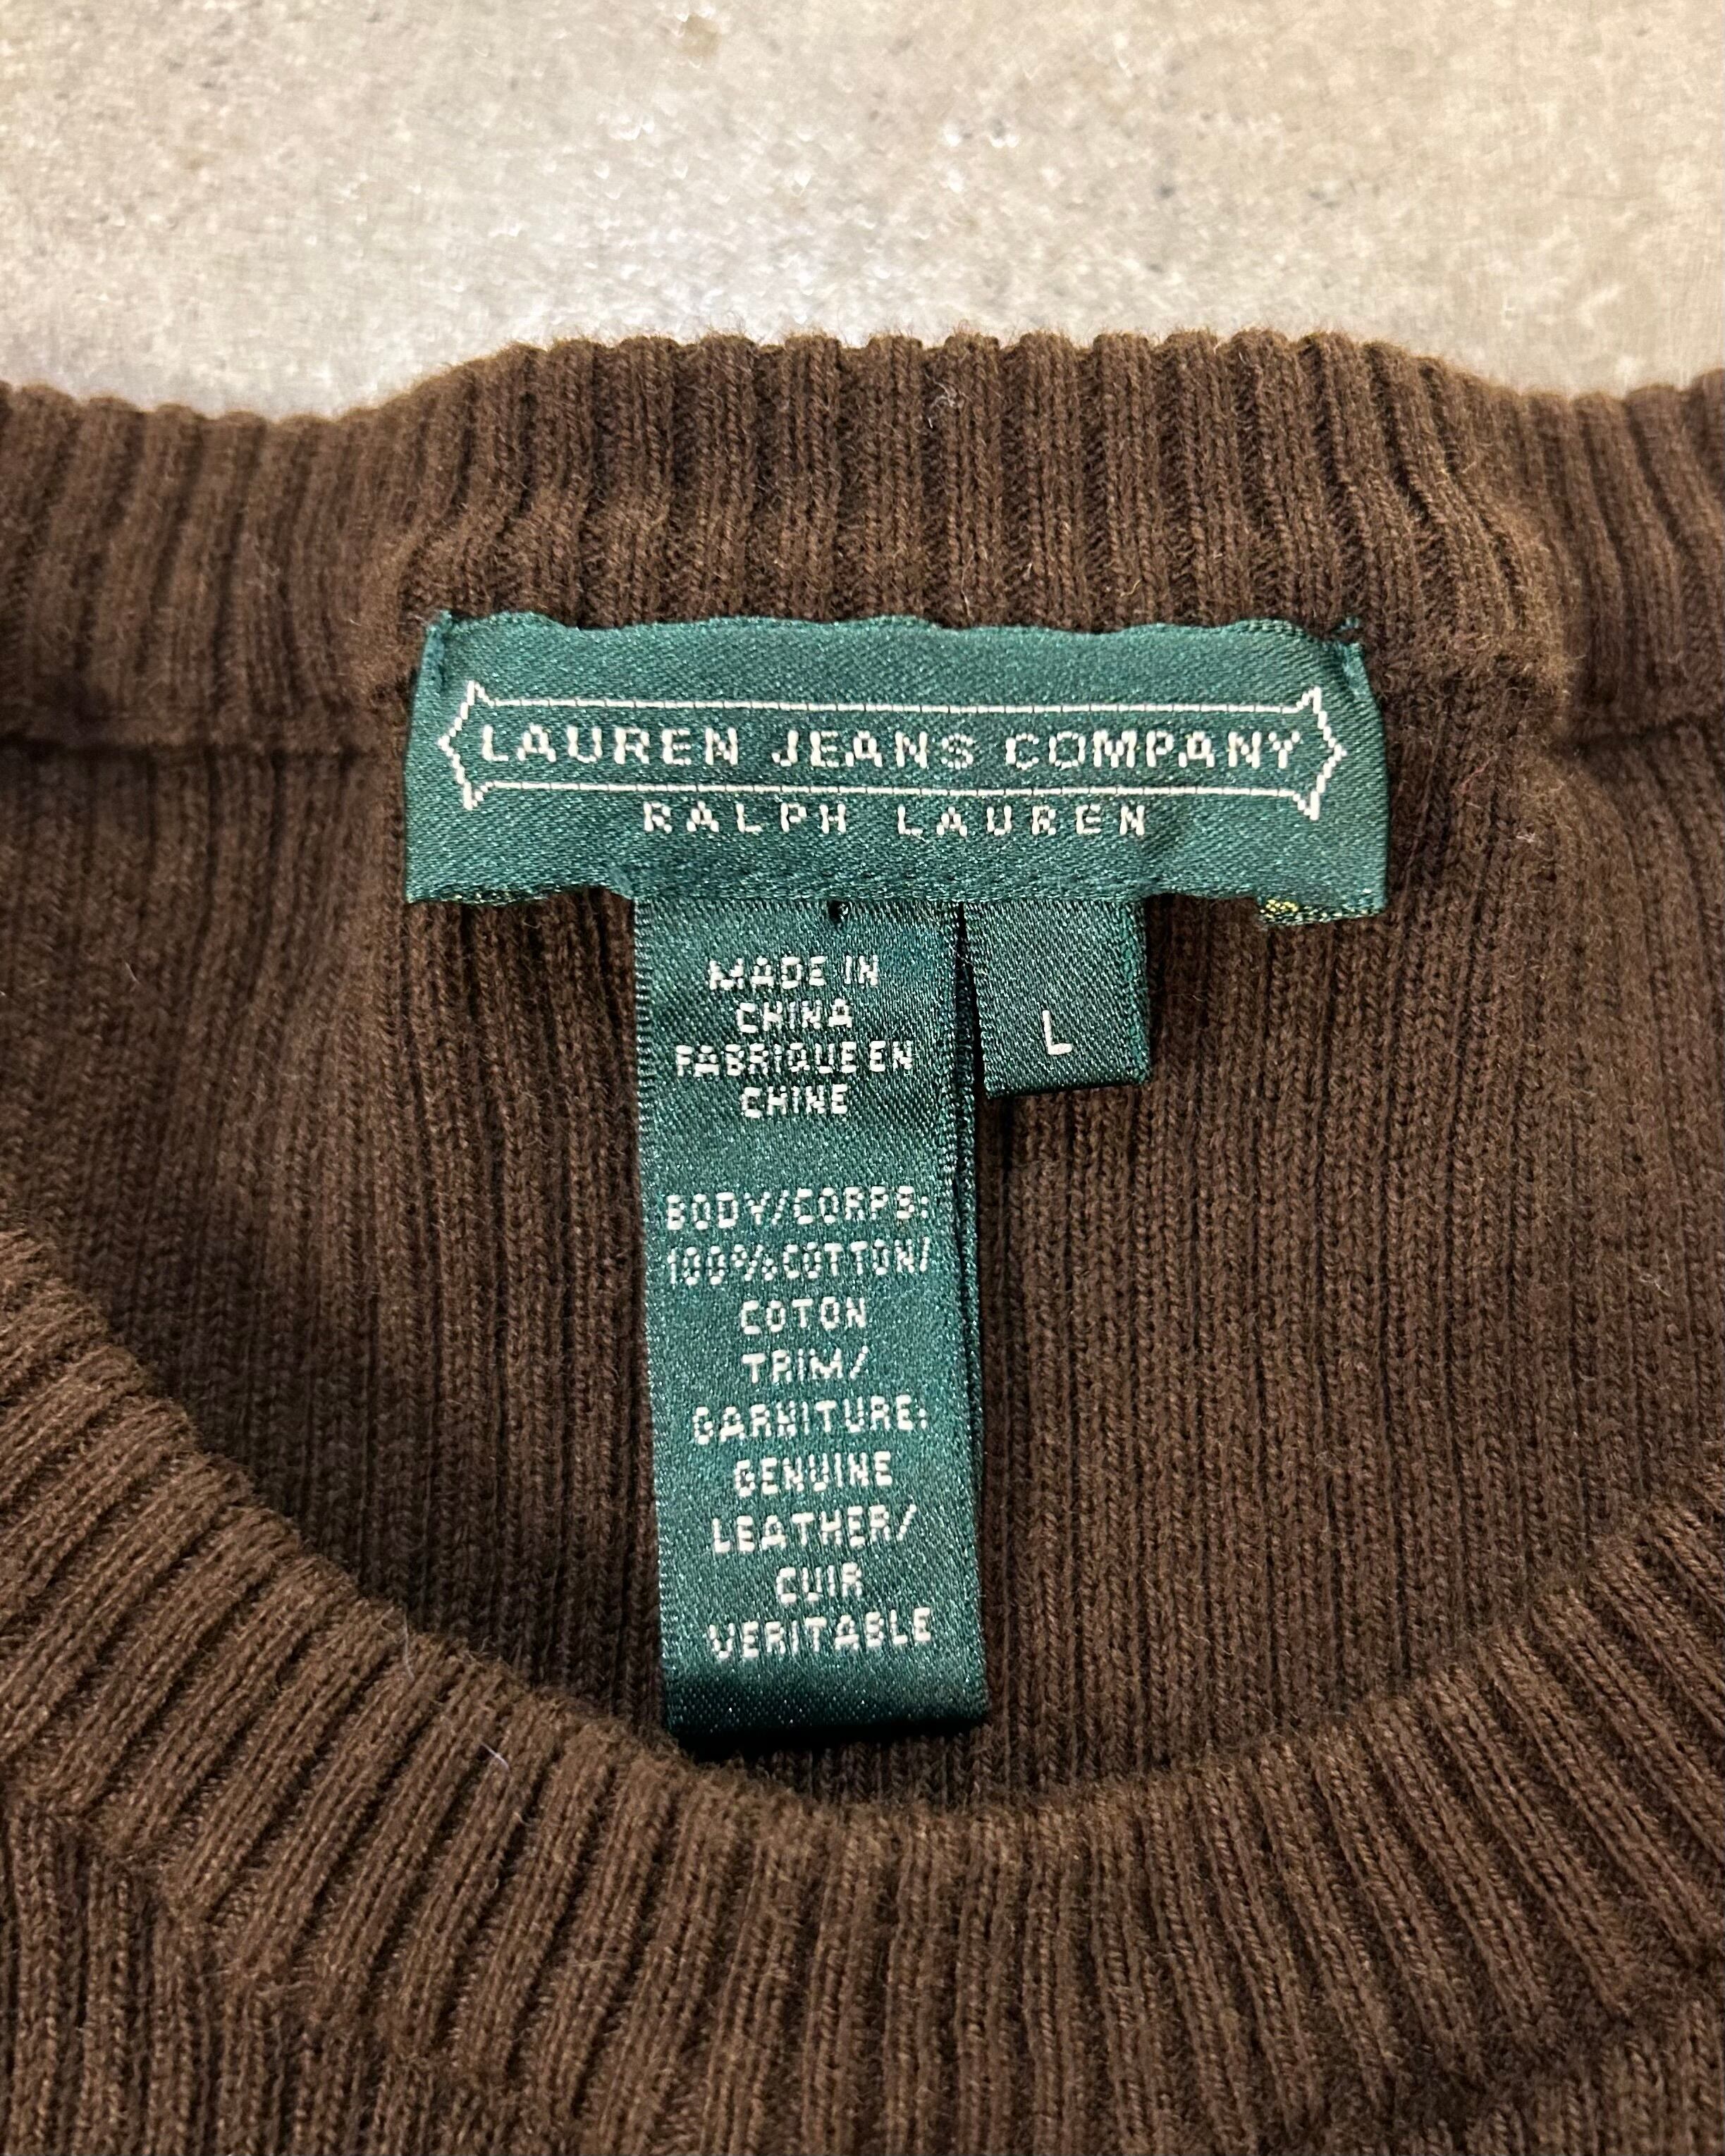 LAUREN JEANS COMPANY
RALPH LAUREN
MADE IN
CHINA
FABRIQUE EN
CHINE
L
BODY/CORPS:
100% COTTON/
COTON
TRIM/
GARNITURE:
GENUINE
LEATHER/
CUIR
VERITABLE